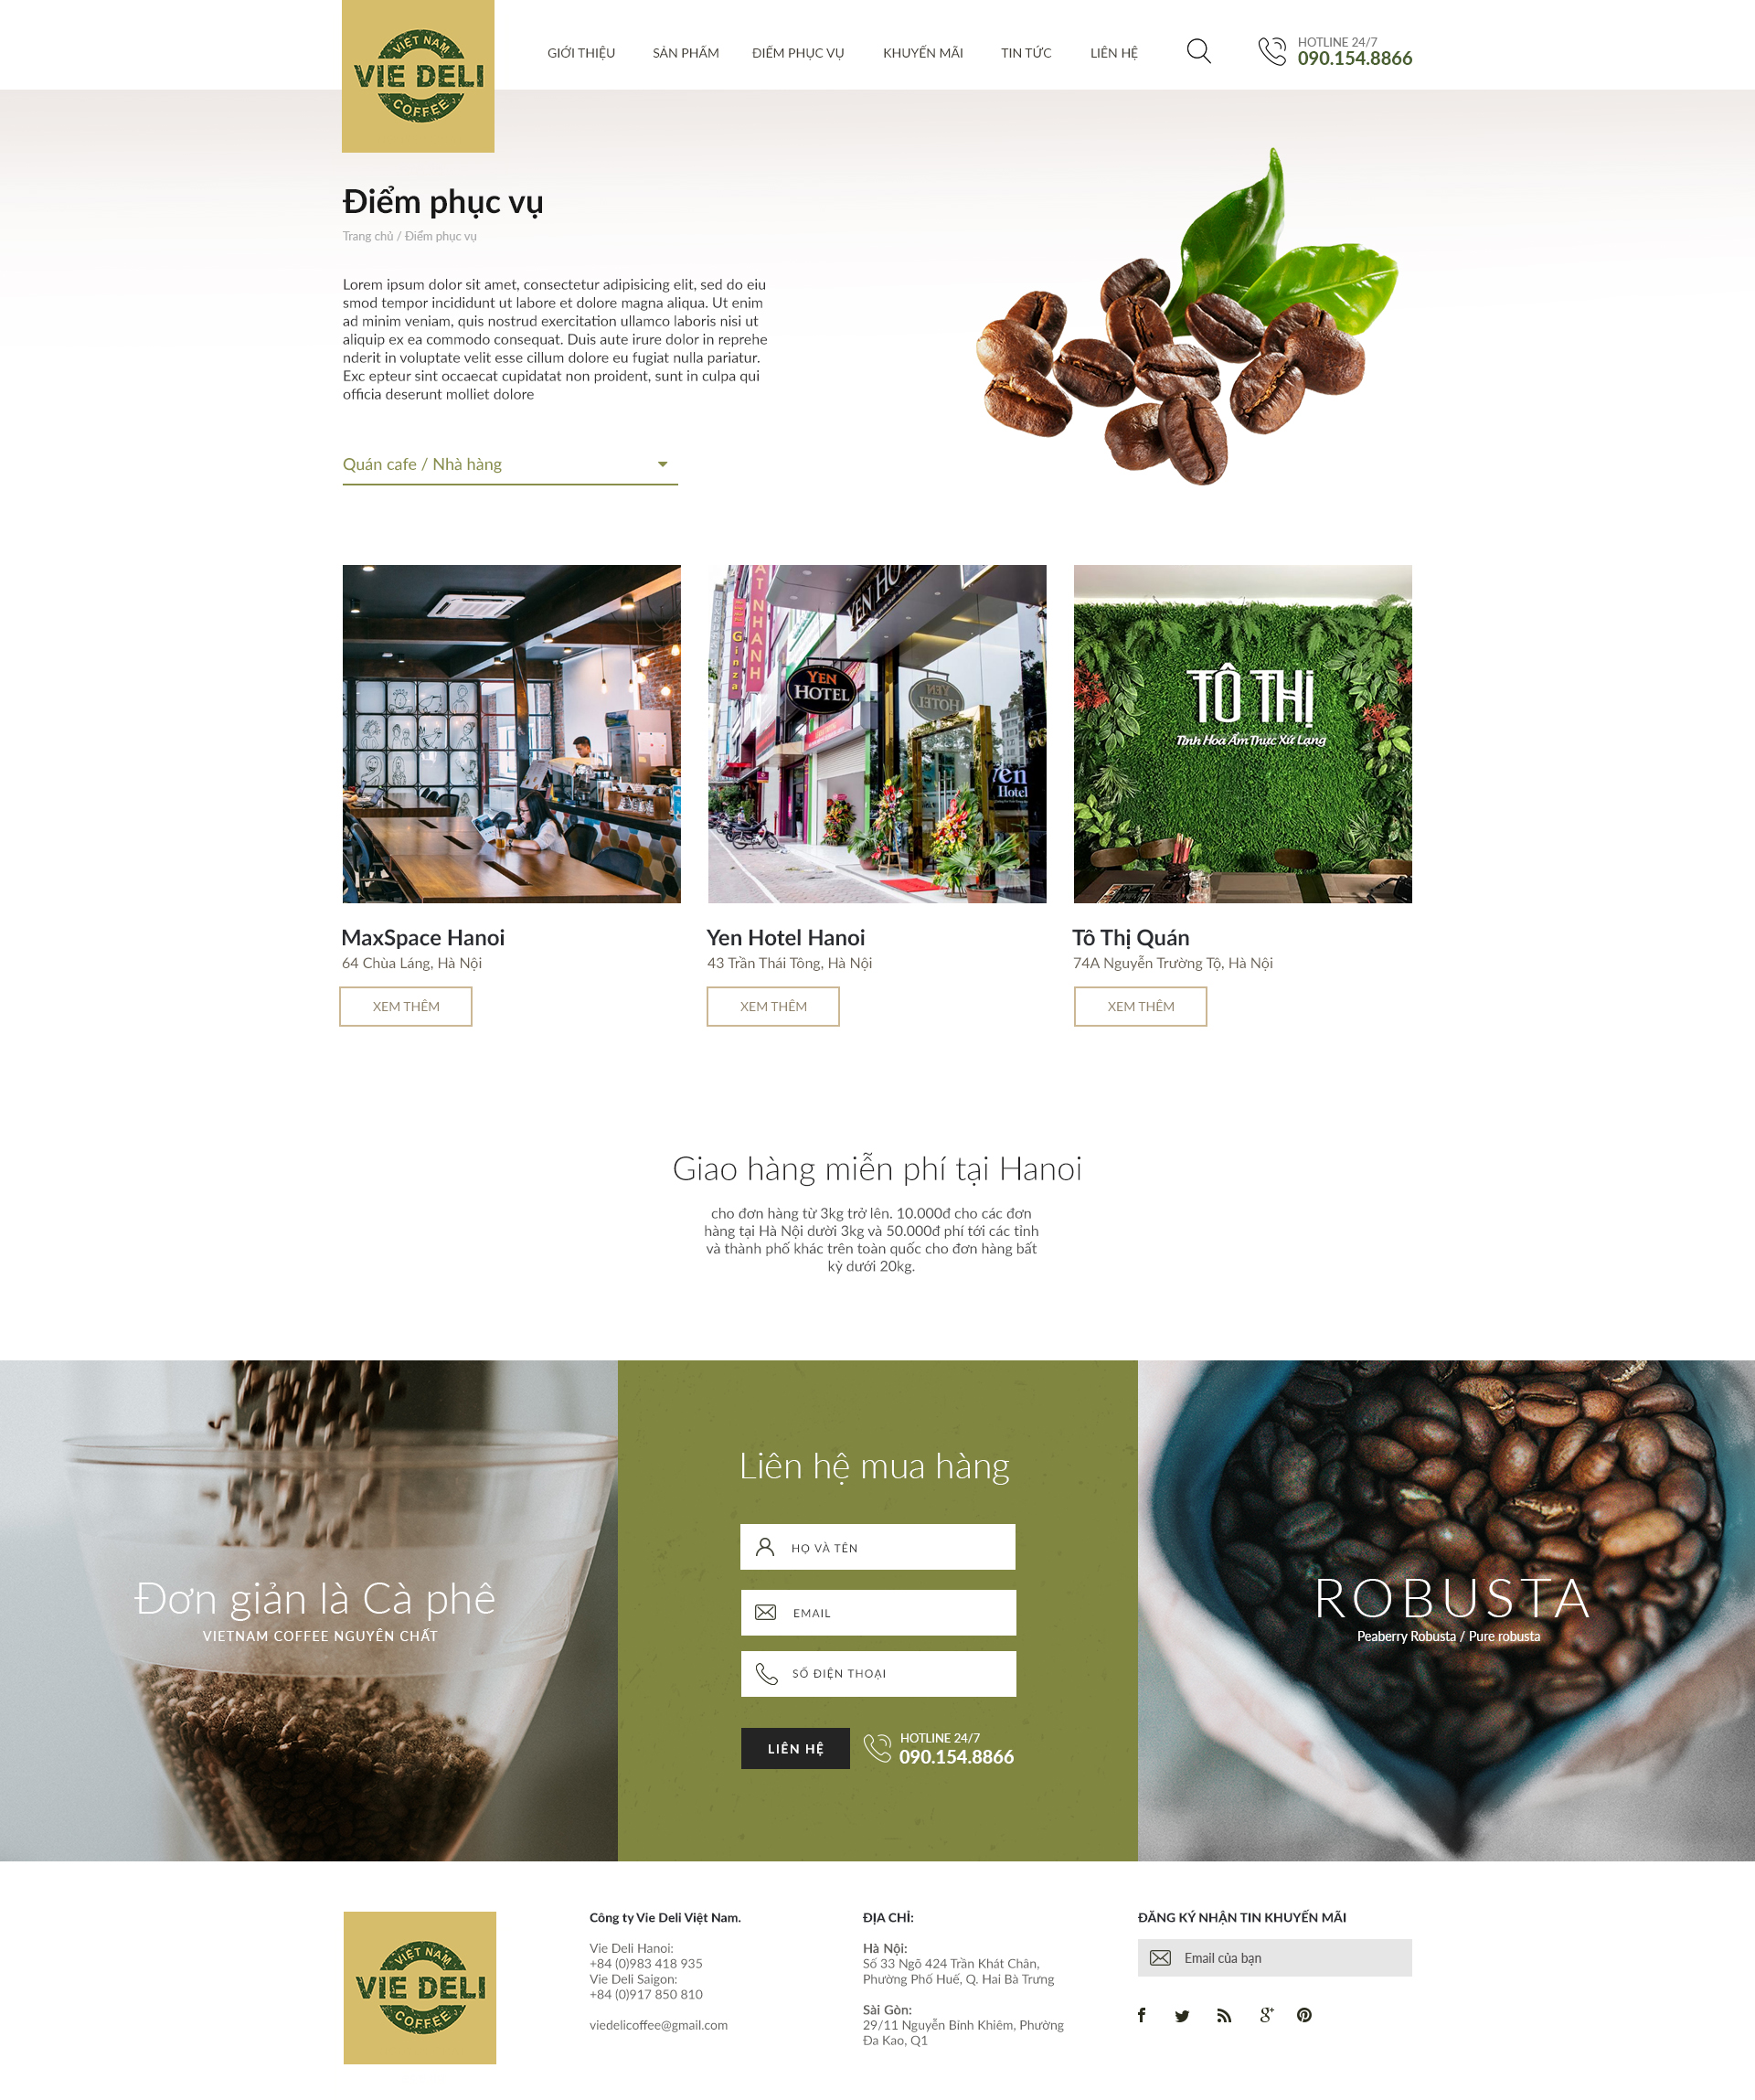 VIỆT NAM
VIE DELI
COFFEE
GIỚI THIỆU
SẢN PHẨM
ĐIỂM PHỤC VỤ
KHUYẾN MÃI
TIN TỨC
LIÊN HỆ
HOTLINE 24/7
090.154.8866
Điểm phục vụ
Trang chủ / Điểm phục vụ
Lorem ipsum dolor sit amet, consectetur adipisicing elit, sed do eiu
smod tempor incididunt ut labore et dolore magna aliqua. Ut enim
ad minim veniam, quis nostrud exercitation ullamco laboris nisi ut
aliquip ex ea commodo consequat. Duis aute irure dolor in reprehe
nderit in voluptate velit esse cillum dolore eu fugiat nulla pariatur.
Exc epteur sint occaecat cupidatat non proident, sunt in culpa qui
officia deserunt molliet dolore
Quán cafe / Nhà hàng
AT NHANH
Ginza
YEN HOTEL
YEN
HOTEL
Yen
Hotel
TÔ THỊ
Tinh Hoa Ẩm Thực Xứ Lạng
MaxSpace Hanoi
64 Chùa Láng, Hà Nội
XEM THÊM
Yen Hotel Hanoi
43 Trần Thái Tông, Hà Nội
XEM THÊM
Tô Thị Quán
74A Nguyễn Trường Tộ, Hà Nội
XEM THÊM
Giao hàng miễn phí tại Hanoi
cho đơn hàng từ 3kg trở lên. 10.000đ cho các đơn
hàng tại Hà Nội dưới 3kg và 50.000đ phí tới các tỉnh
và thành phố khác trên toàn quốc cho đơn hàng bất
kỳ dưới 20kg.
Đơn giản là Cà phê
VIETNAM COFFEE NGUYÊN CHẤT
Liên hệ mua hàng
HỌ VÀ TÊN
EMAIL
SỐ ĐIỆN THOẠI
LIÊN HỆ
HOTLINE 24/7
090.154.8866
ROBUSTA
Peaberry Robusta / Pure robusta
VIỆT NAM
VIE DELI
COFFEE
Công ty Vie Deli Việt Nam.
Vie Deli Hanoi:
+84 (0)983 418 935
Vie Deli Saigon:
+84 (0)917 850 810
viedelicoffee@gmail.com
ĐỊA CHỈ:
Hà Nội:
Số 33 Ngõ 424 Trần Khát Chân,
Phường Phố Huế, Q. Hai Bà Trưng
Sài Gòn:
29/11 Nguyễn Bỉnh Khiêm, Phường
Đa Kao, Q1
ĐĂNG KÝ NHẬN TIN KHUYẾN MÃI
Email của bạn